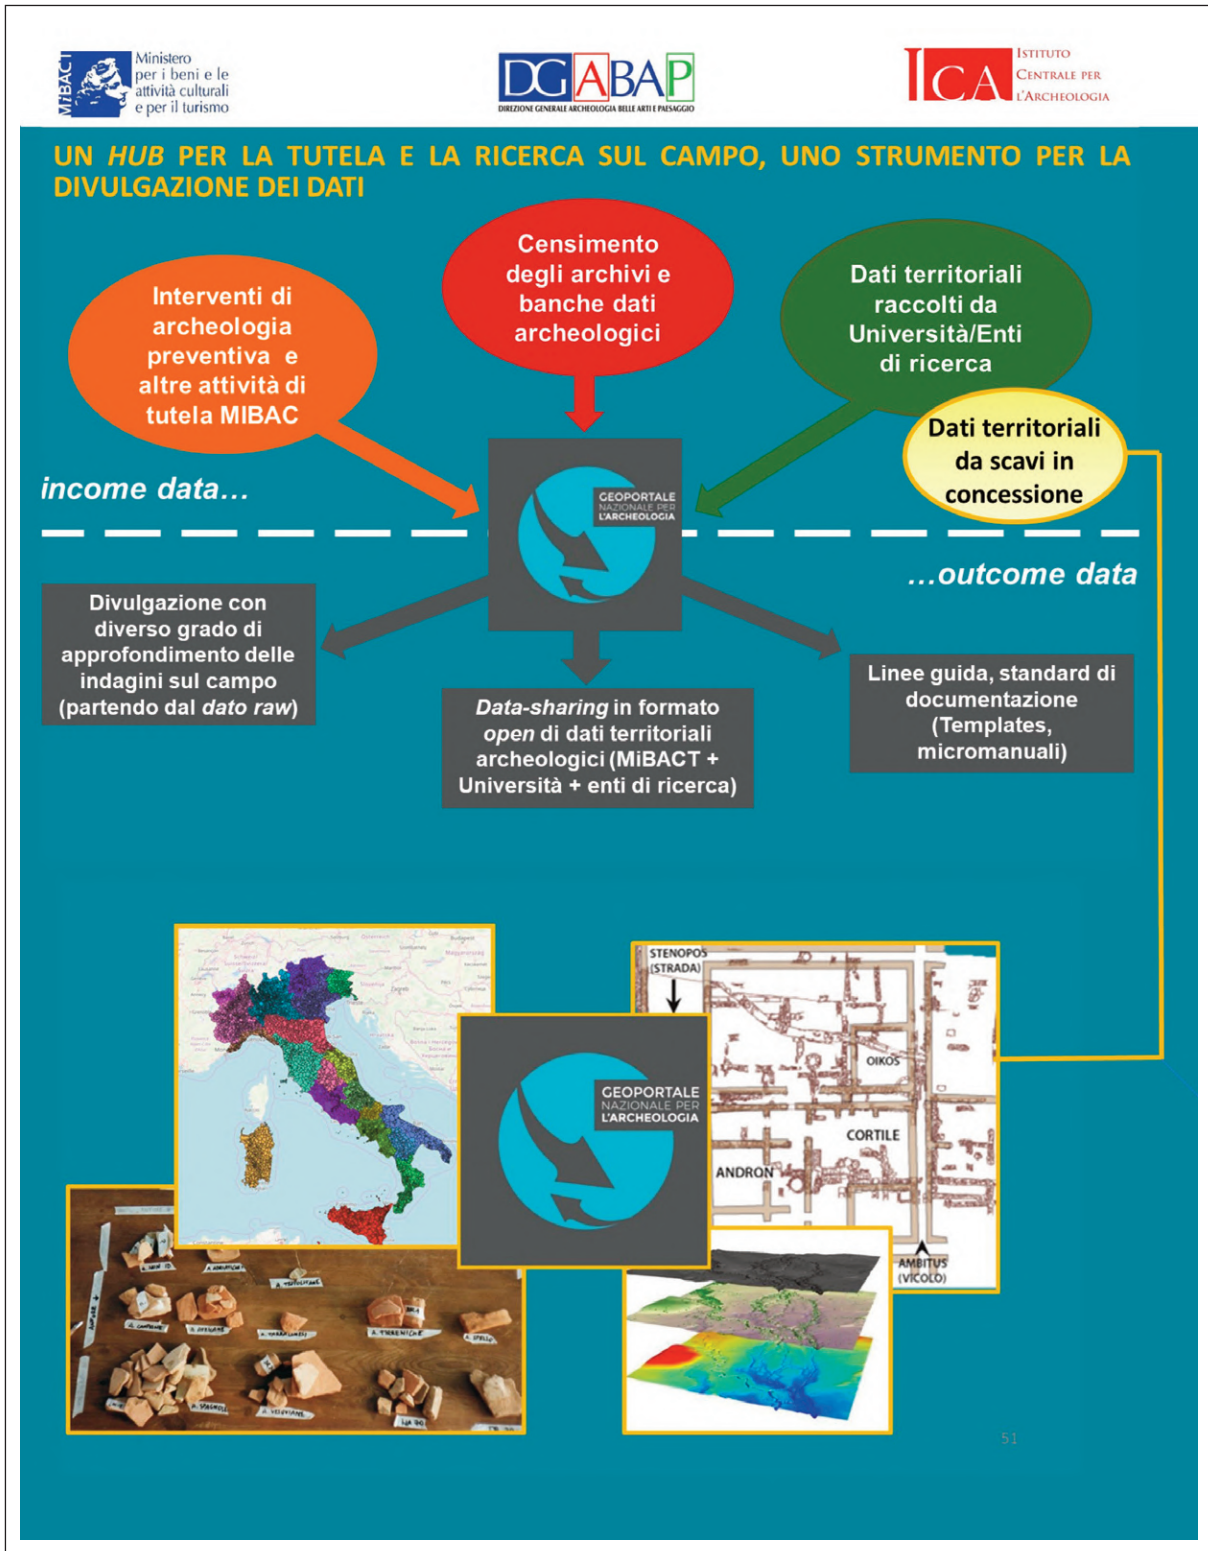 MiBACT
Ministero
per i beni e le
attività culturali
e per il turismo
DGABAP
DIREZIONE GENERALE ARCHEOLOGIA BELLE ARTI E PAESAGGIO
ICA
ISTITUTO
CENTRALE PER
L'ARCHEOLOGIA
UN HUB PER LA TUTELA E LA RICERCA SUL CAMPO, UNO STRUMENTO PER LA
DIVULGAZIONE DEI DATI
Interventi di
archeologia
preventiva e
altre attività di
tutela MIBAC
Censimento
degli archivi e
banche dati
archeologici
Dati territoriali
raccolti da
Università/Enti
di ricerca
Dati territoriali
da scavi in
concessione
income data...
GEOPORTALE
NAZIONALE PER
L'ARCHEOLOGIA
...outcome data
Divulgazione con
diverso grado di
approfondimento delle
indagini sul campo
(partendo dal dato raw)
Data-sharing in formato
open di dati territoriali
archeologici (MiBACT +
Università + enti di ricerca)
Linee guida, standard di
documentazione
(Templates,
micromanuali)
STENOPOS
(STRADA)
OIKOS
CORTILE
ANDRON
AMBITUS
(VICOLO)
GEOPORTALE
NAZIONALE PER
L'ARCHEOLOGIA
A. TRIPOLITANE
A. TIRRENICHE
A. SPAGNOLE
51